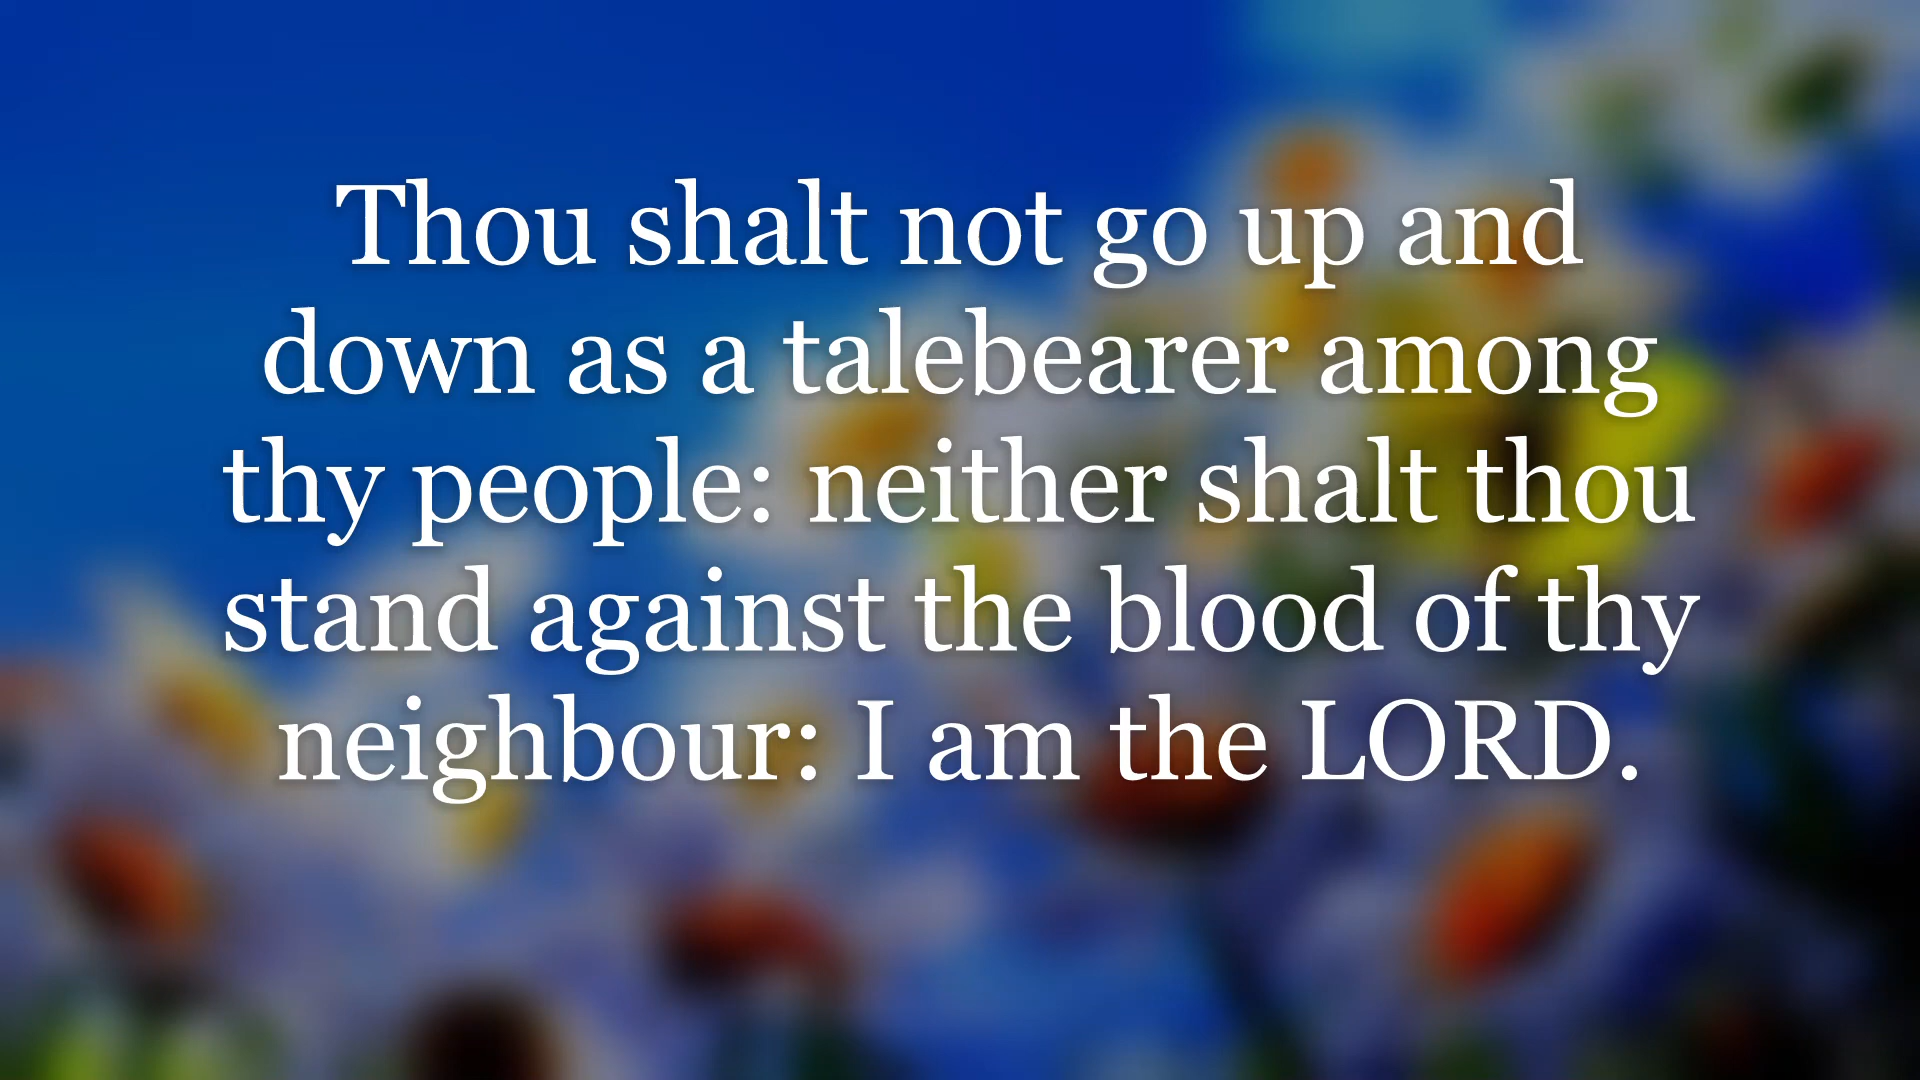 Thou shalt not go up and
down as a talebearer among
thy people: neither shalt thou
stand against the blood of thy
neighbour: I am the LORD.